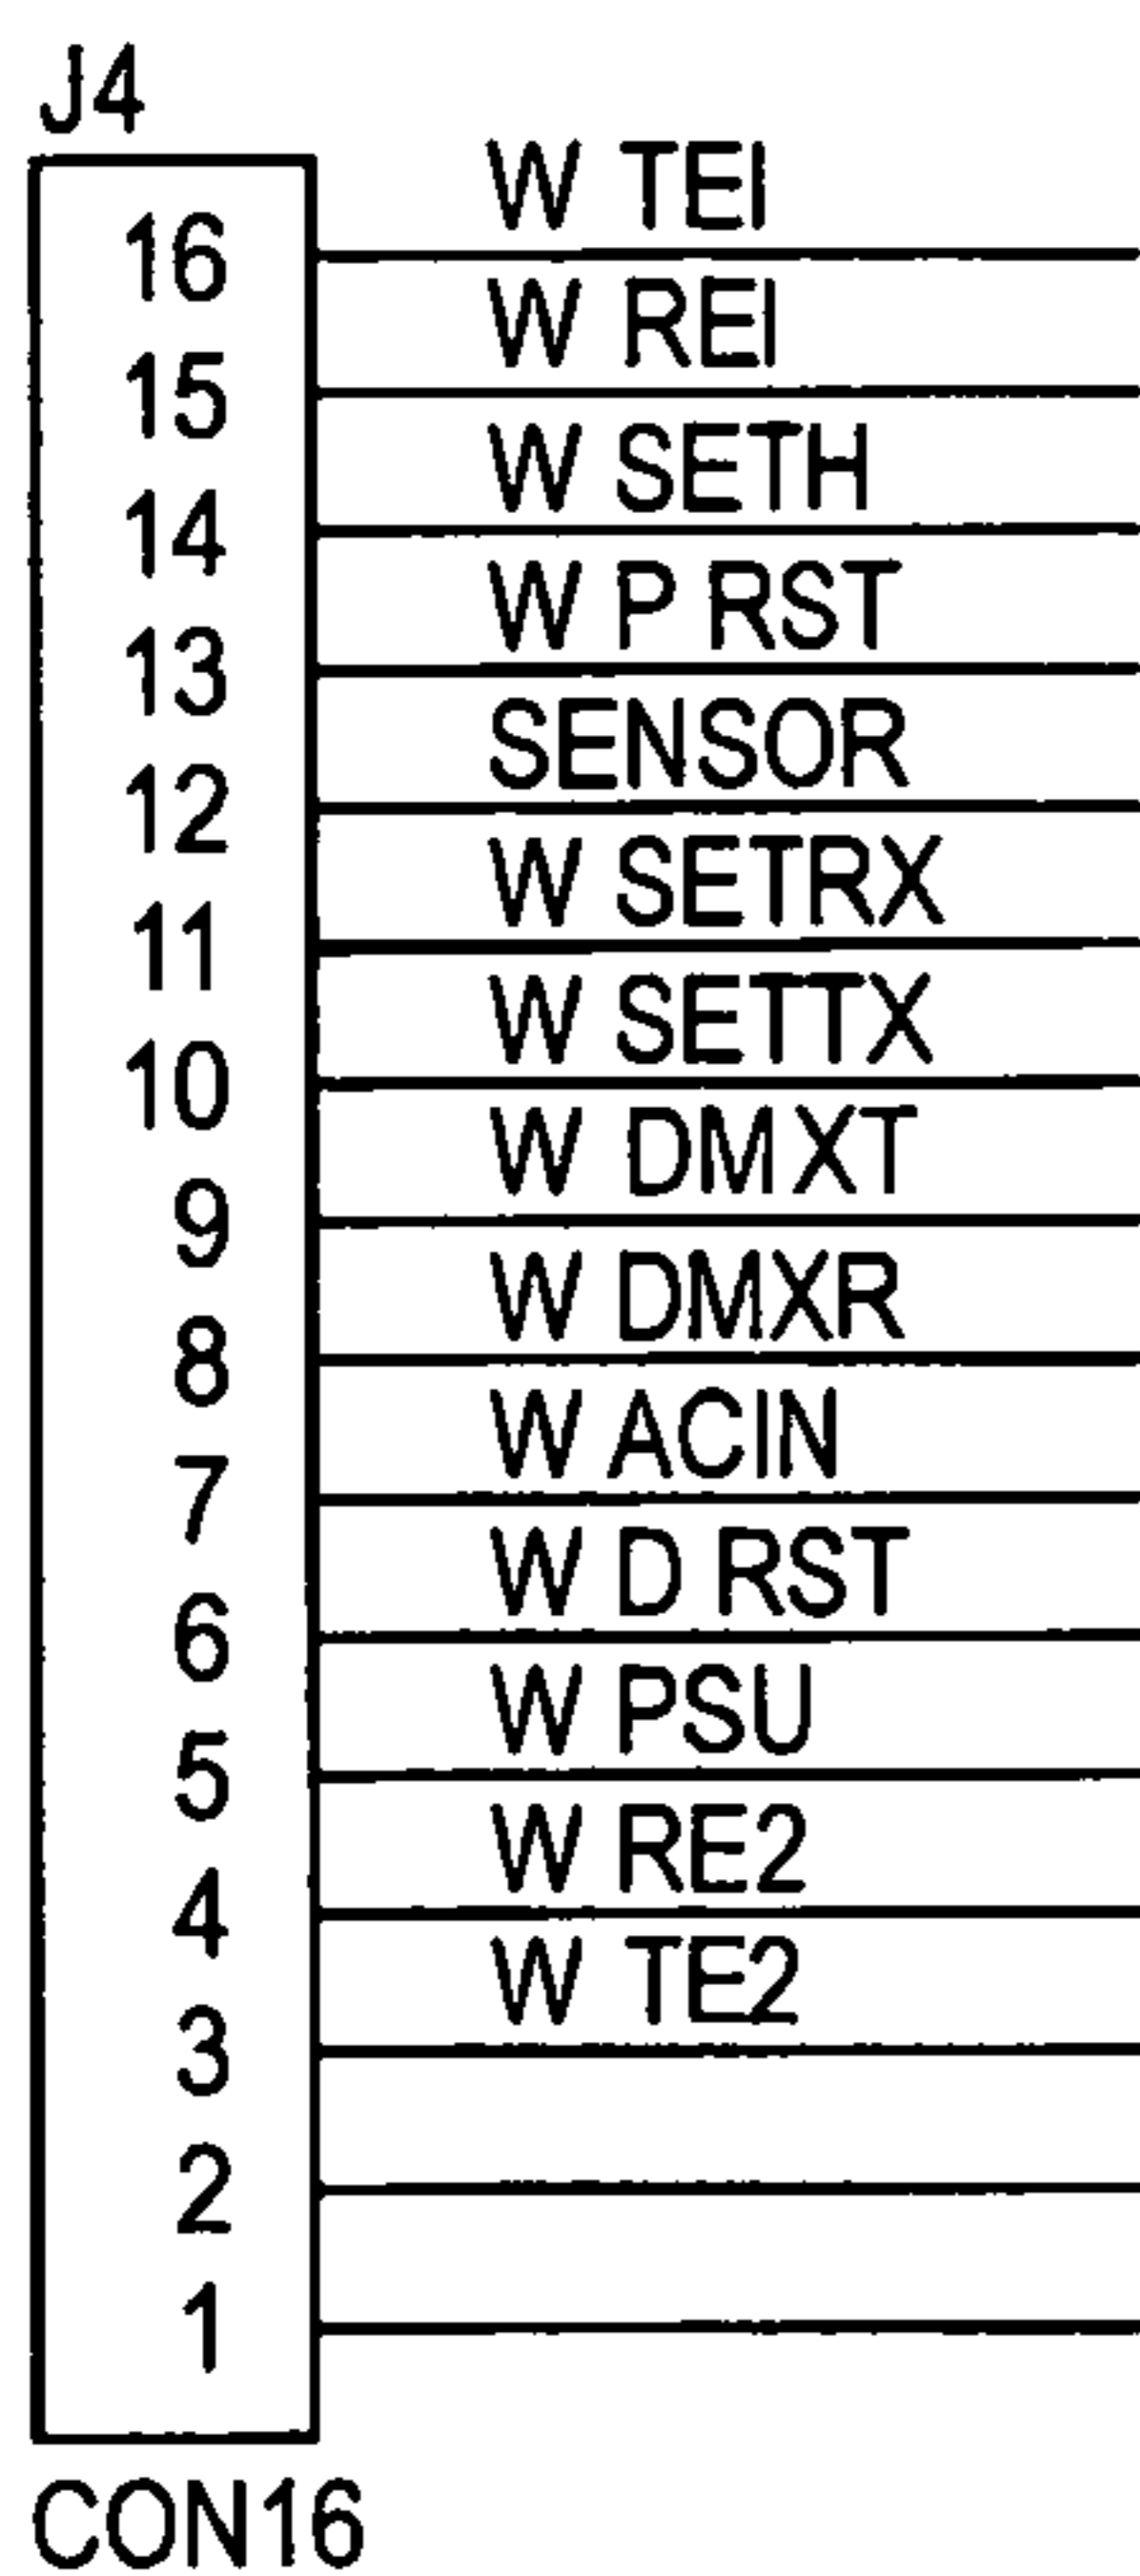 J4
W TEI
16
W REI
15
W SETH
14
W P RST
13
SENSOR
12
W SETRX
11
W SETTX
10
W DMXT
9
W DMXR
8
W ACIN
7
W D RST
6
W PSU
5
W RE2
4
W TE2
3
2
1
CON16